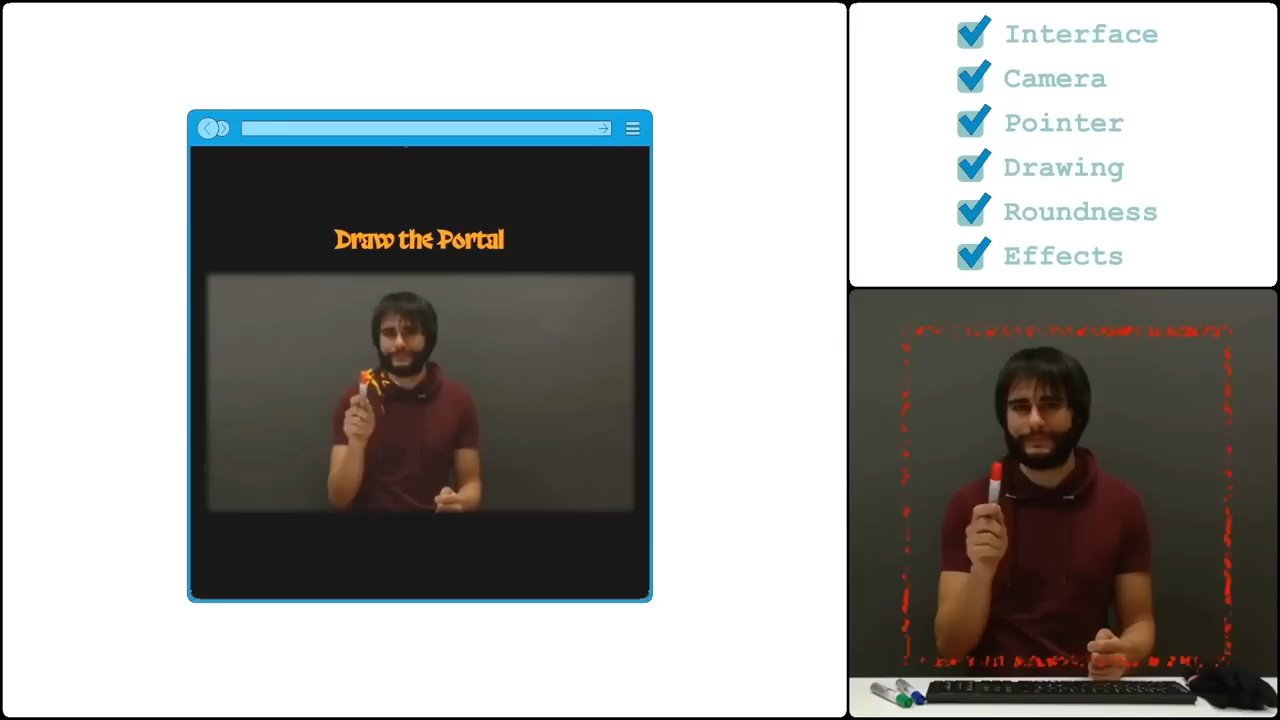 Draw the Portal
Interface
Camera
Pointer
Drawing
Roundness
Effects